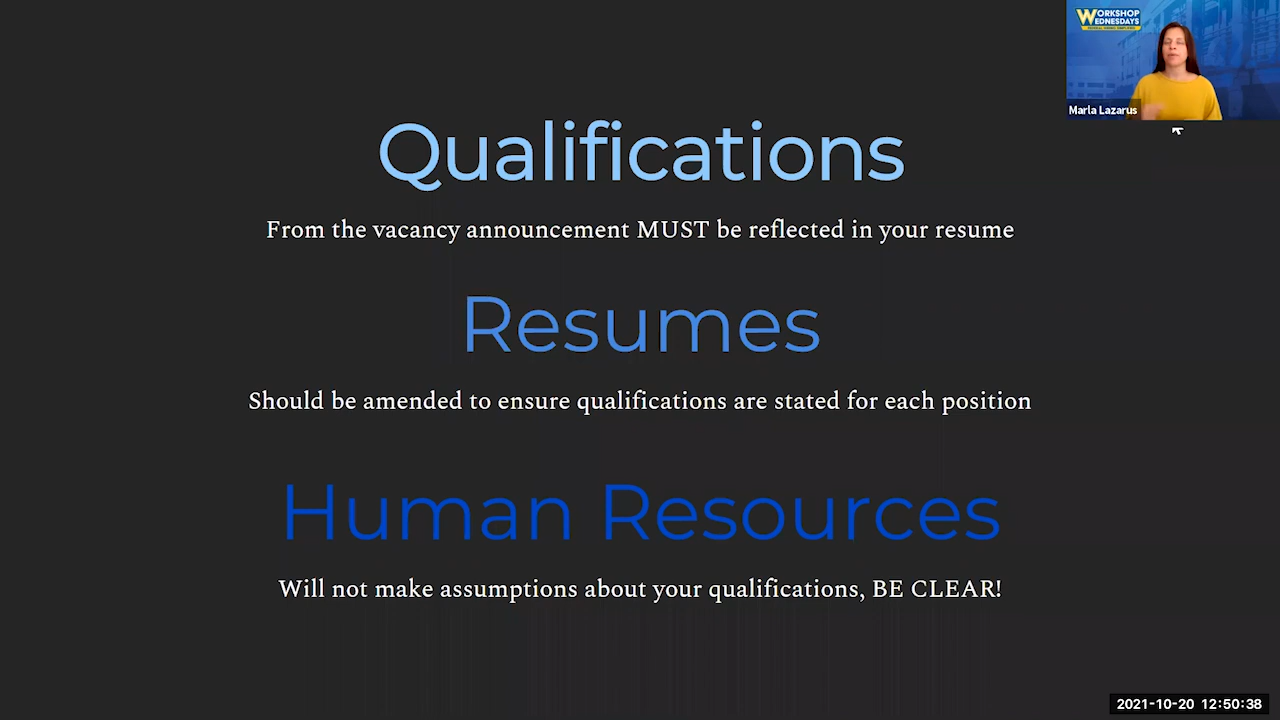 WORKSHOP
WEDNESDAYS
Marla Lazarus
Qualifications
From the vacancy announcement MUST be reflected in your resume
Resumes
Should be amended to ensure qualifications are stated for each position
Human Resources
Will not make assumptions about your qualifications, BE CLEAR!
2021-10-20 12:50:38